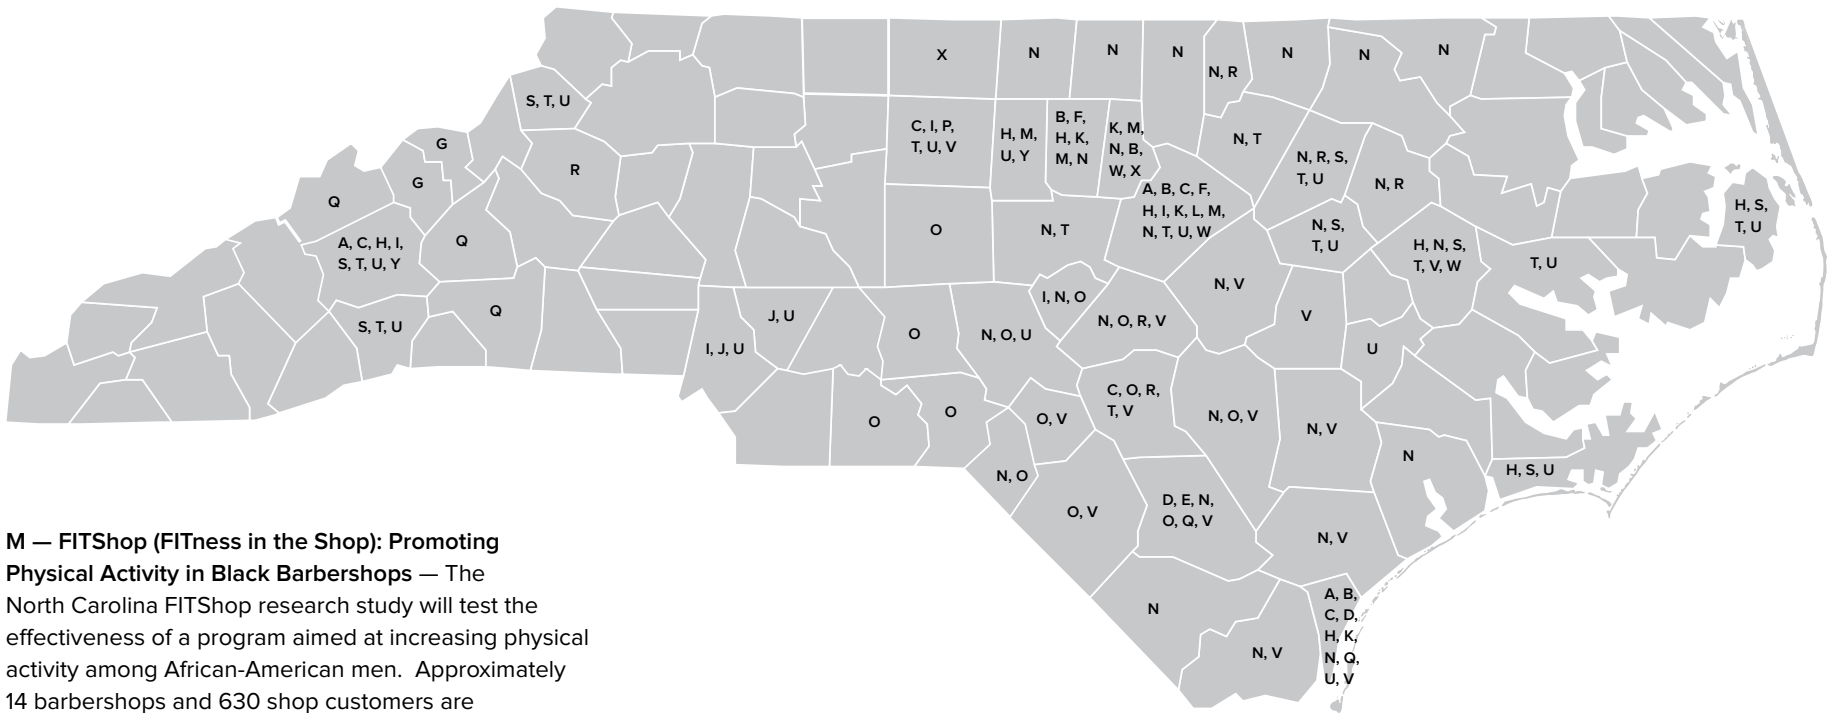 X
N
N
N
N, R
N
N
N
S, T, U
G
G
R
Q
Q
Q
A, C, H, I,
S, T, U, Y
S, T, U
C, I, P,
T, U, V
H, M,
U, Y
B, F,
H, K,
M, N
K, M,
N, B,
W, X
N, T
N, R, S,
T, U
N, R
A, B, C, F,
H, I, K, L, M,
N, T, U, W
O
N, T
N, S,
T, U
H, N, S,
T, V, W
T, U
H, S,
T, U
N, V
V
U
I, J, U
J, U
O
N, O, U
I, N, O
N, O, R, V
C, O, R,
T, V
N, O, V
N, V
N
H, S, U
O
O
O, V
N, O
O, V
D, E, N,
O, Q, V
N, V
N
N, V
A, B,
C, D,
H, K,
N, Q,
U, V
M — FITShop (FITness in the Shop): Promoting
Physical Activity in Black Barbershops — The
North Carolina FITShop research study will test the
effectiveness of a program aimed at increasing physical
activity among African-American men. Approximately
14 barbershops and 630 shop customers are